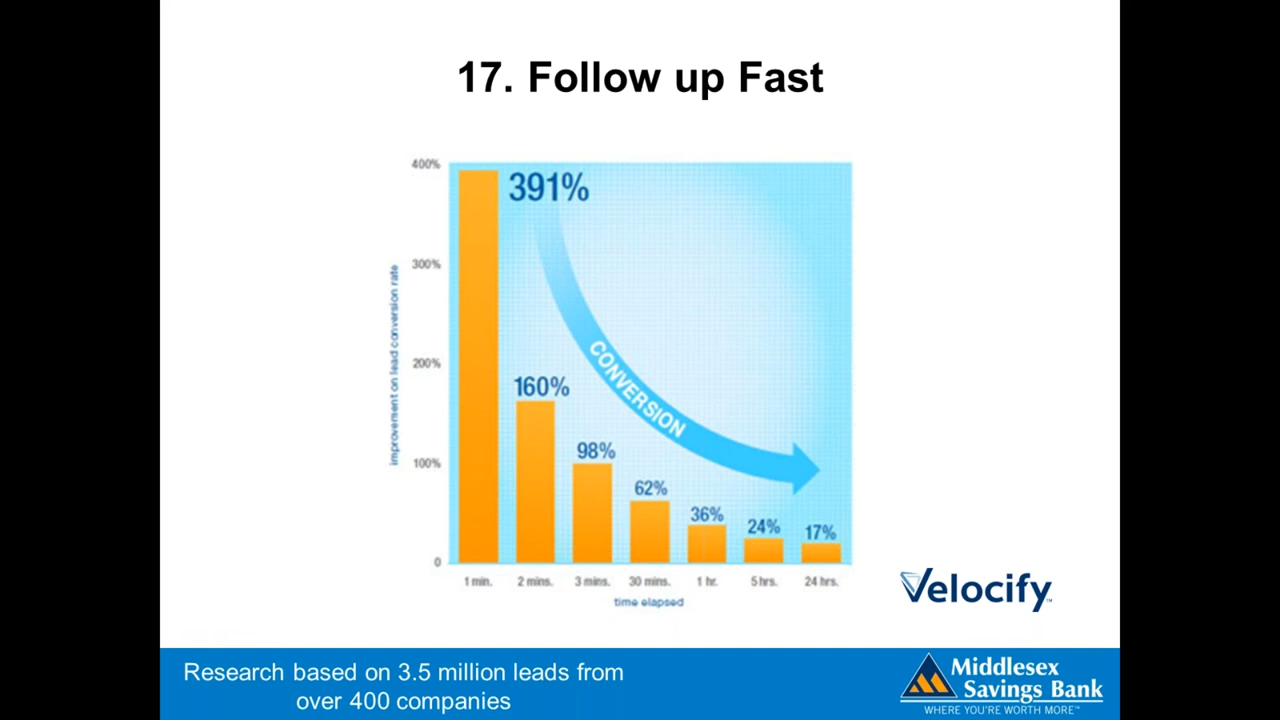 17. Follow up Fast
400%
391%
300%
improvement on lead conversion rate
200%
CONVERSION
160%
100%
98%
62%
36%
24%
17%
0
1 min.
2 mins.
3 mins.
30 mins.
1 hr.
5 hrs.
24 hrs.
time elapsed
Velocify™
Research based on 3.5 million leads from
over 400 companies
Middlesex
Savings Bank
WHERE YOU'RE WORTH MORE™